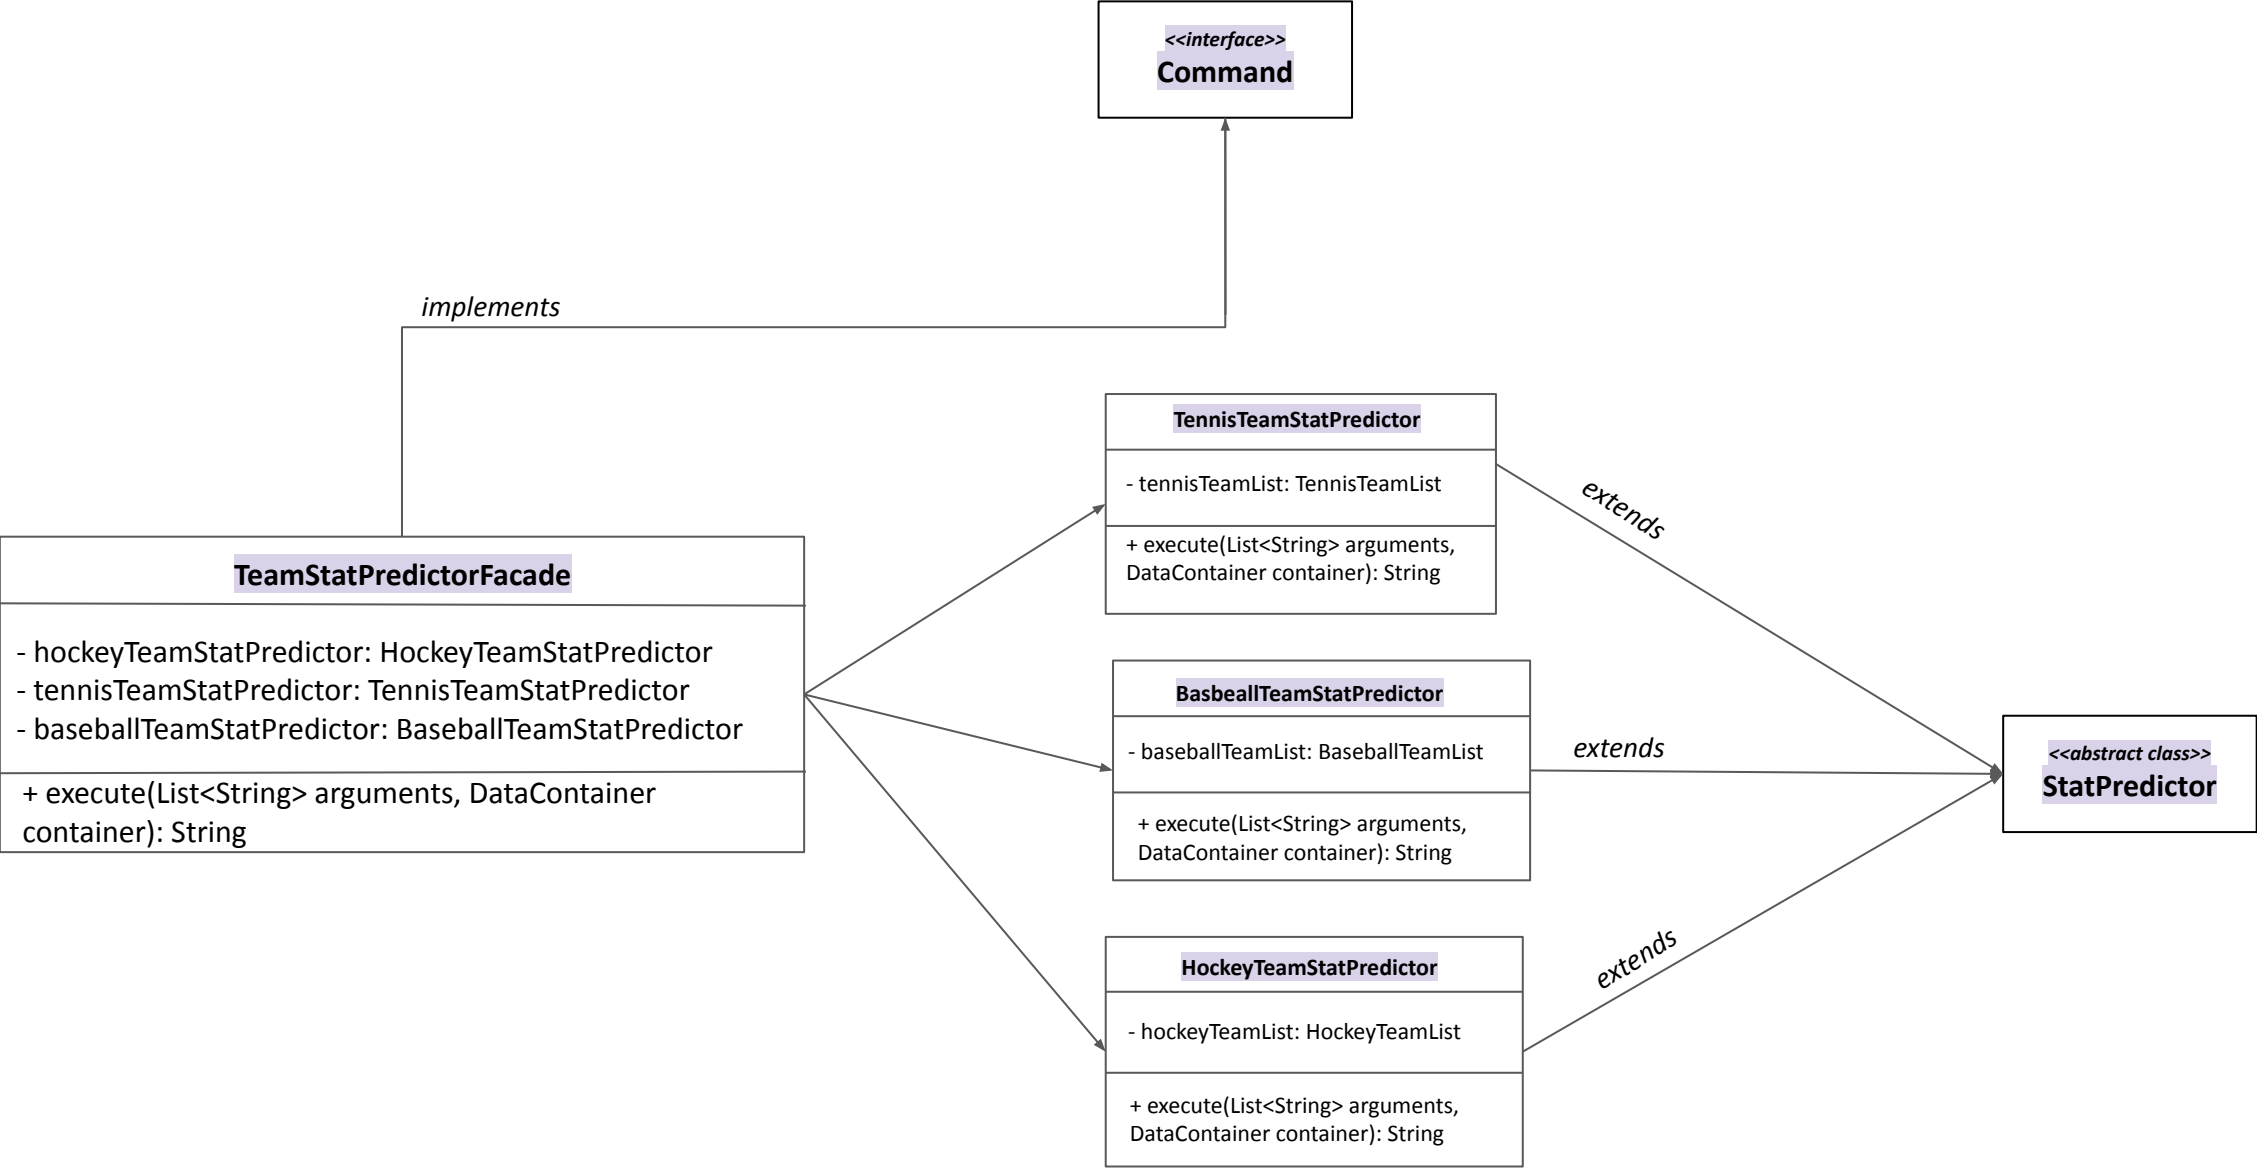 <<interface>>
Command
implements
TennisTeamStatPredictor
- tennisTeamList: TennisTeamList
+ execute(List<String> arguments,
DataContainer container): String
extends
TeamStatPredictorFacade
- hockeyTeamStatPredictor: HockeyTeamStatPredictor
- tennisTeamStatPredictor: TennisTeamStatPredictor
- baseballTeamStatPredictor: BaseballTeamStatPredictor
+ execute(List<String> arguments, DataContainer
container): String
BasbeallTeamStatPredictor
- baseballTeamList: BaseballTeamList
+ execute(List<String> arguments,
DataContainer container): String
extends
<<abstract class>>
StatPredictor
HockeyTeamStatPredictor
- hockeyTeamList: HockeyTeamList
+ execute(List<String> arguments,
DataContainer container): String
extends